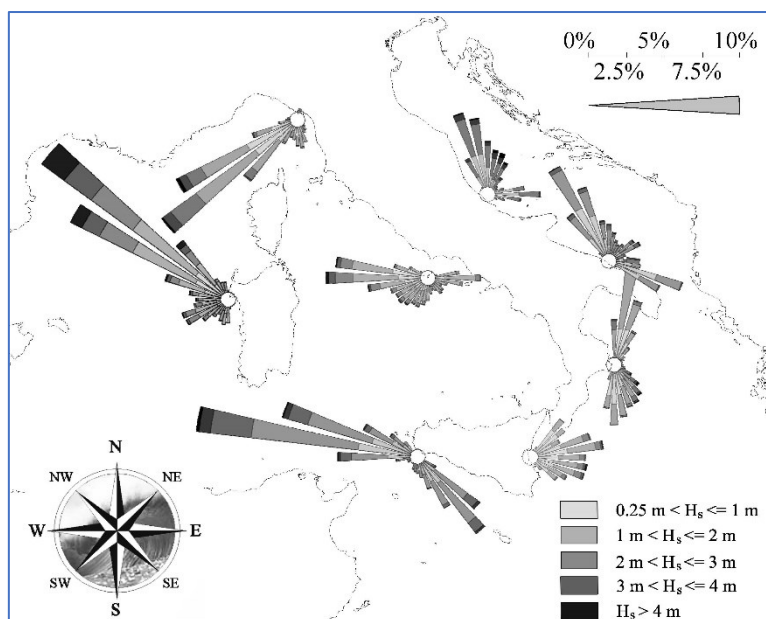 0% 5% 10%
2.5% 7.5%
N
NW NE
W E
SW SE
S
0.25 m < Hs <= 1 m
1 m < Hs <= 2 m
2 m < Hs <= 3 m
3 m < Hs <= 4 m
Hs > 4 m